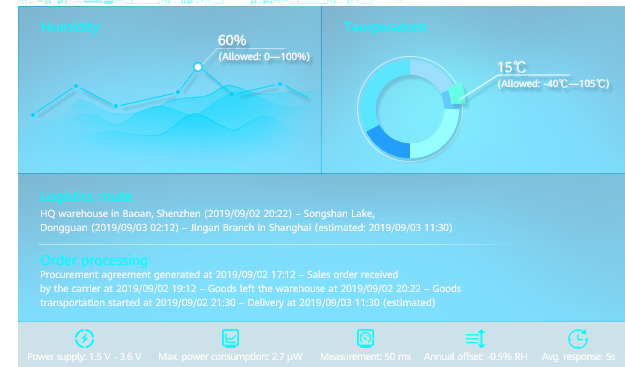 Humidity
60%
(Allowed: 0—100%)
Temperature
15℃
(Allowed: -40℃—105℃)
Logistics route
HQ warehouse in Baoan, Shenzhen (2019/09/02 20:22) – Songshan Lake,
Dongguan (2019/09/03 02:12) – Jingan Branch in Shanghai (estimated: 2019/09/03 11:30)
Order processing
Procurement agreement generated at 2019/09/02 17:12 – Sales order received
by the carrier at 2019/09/02 19:12 – Goods left the warehouse at 2019/09/02 20:22 – Goods
transportation started at 2019/09/02 21:30 – Delivery at 2019/09/03 11:30 (estimated)
Power supply: 1.5 V - 3.6 V
Max. power consumption: 2.7 μW
Measurement: 50 ms
Annual offset: -0.5% RH
Avg. response: 5s